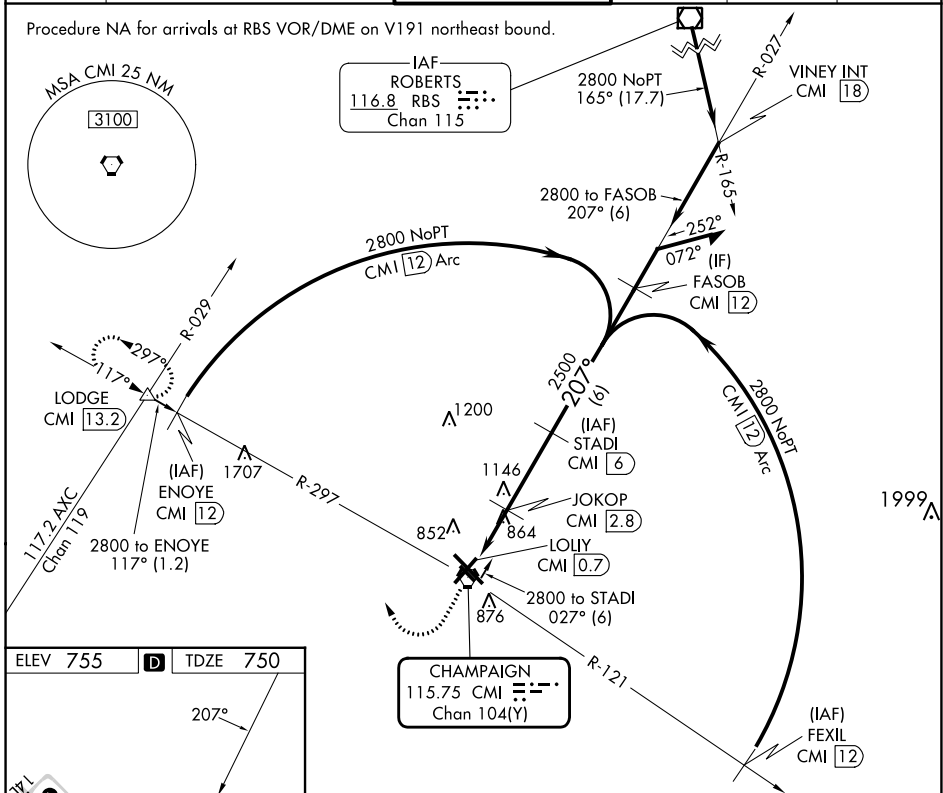 Procedure NA for arrivals at RBS VOR/DME on V191 northeast bound.
MSA CMI 25 NM
3100
IAF
ROBERTS
116.8 RBS
Chan 115
2800 NoPT
165° (17.7)
R-027
VINEY INT
CMI 18
R-165
2800 to FASOB
207° (6)
252°
072°
(IF)
FASOB
CMI 12
2800 NoPT
CMI 12 Arc
R-029
297°
117°
LODGE
CMI 13.2
(IAF)
ENOYE
CMI 12
1707
2800 to ENOYE
117° (1.2)
117.2 AXC
Chan 119
R-297
1200
2500
207°
(6)
(IAF)
STADI
CMI 6
1146
JOKOP
CMI 2.8
852
864
LOLIY
CMI 0.7
2800 to STADI
027° (6)
876
2800 NoPT
CMI 12 Arc
1999
R-121
CHAMPAIGN
115.75 CMI
Chan 104(Y)
(IAF)
FEXIL
CMI 12
ELEV 755 D TDZE 750
207°
14L